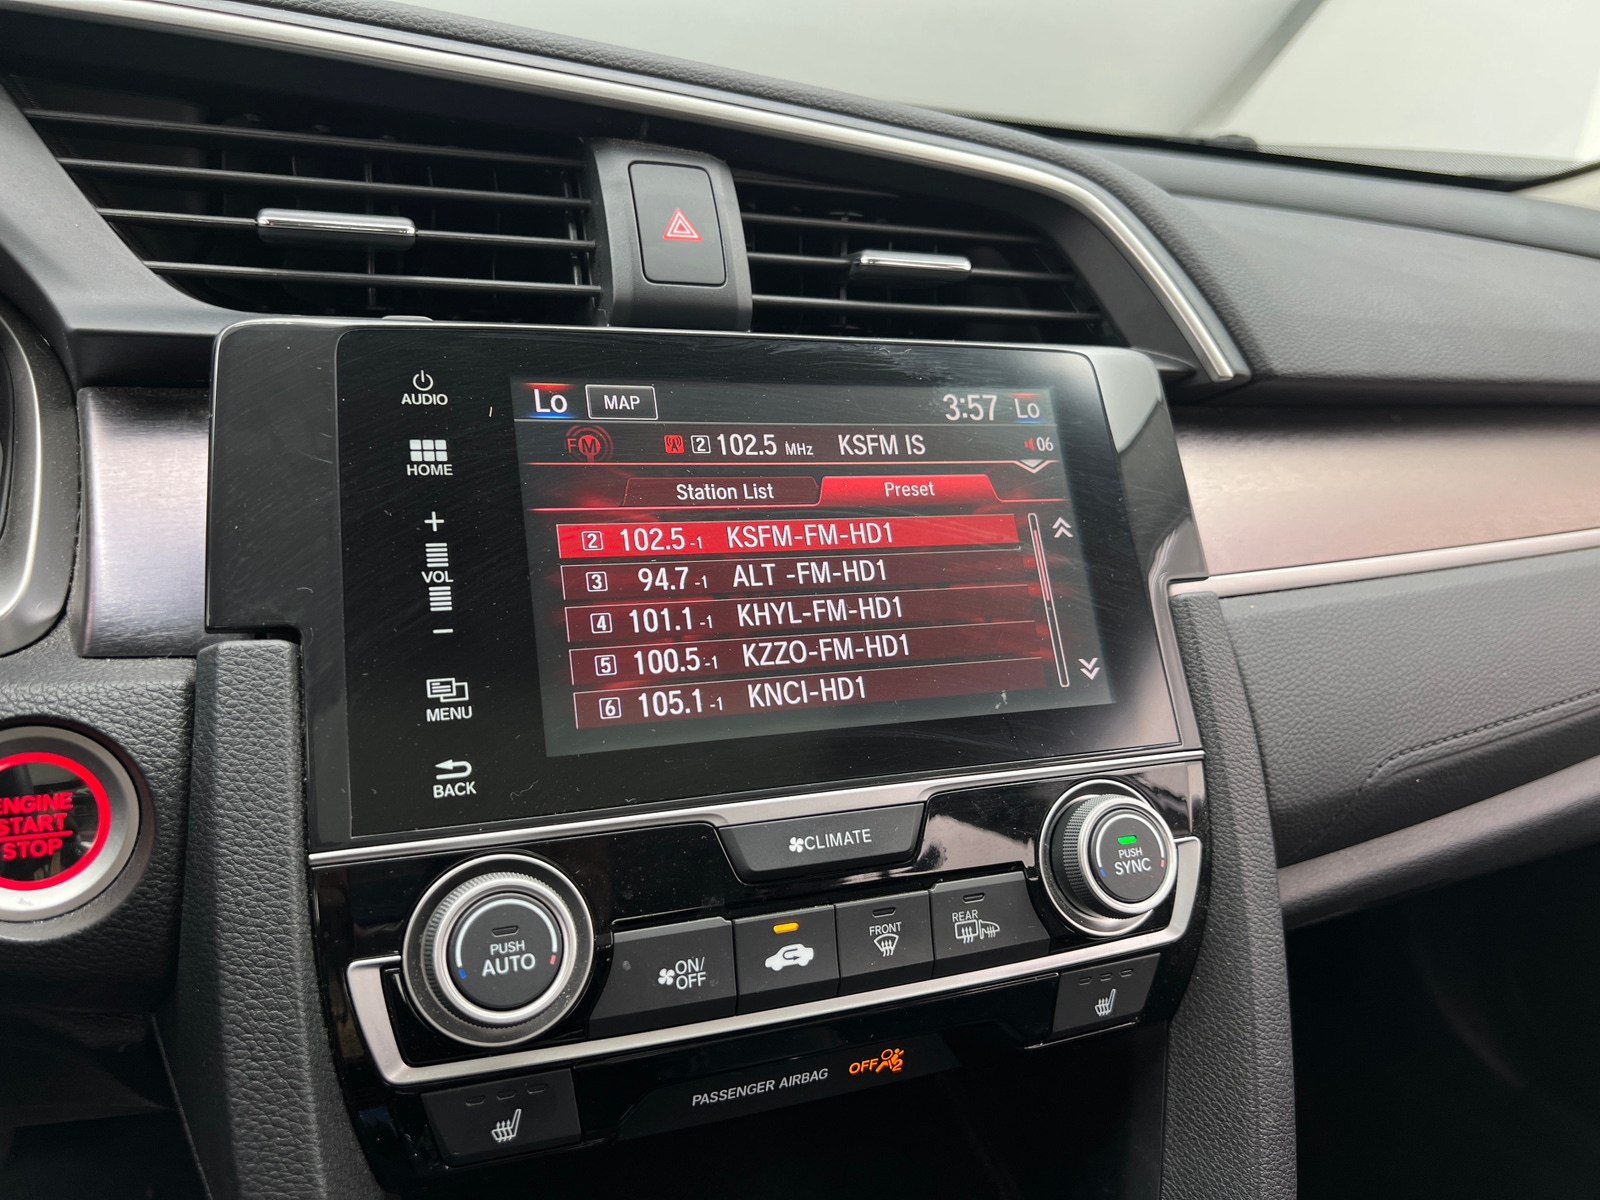 AUDIO
HOME
+
VOL
−
MENU
BACK
Lo MAP 3:57 Lo
FM 2 102.5 MHz KSFM IS 06
Station List Preset
2 102.5-1 KSFM-FM-HD1
3 94.7-1 ALT -FM-HD1
4 101.1-1 KHYL-FM-HD1
5 100.5-1 KZZO-FM-HD1
6 105.1-1 KNCI-HD1
ENGINE
START
STOP
CLIMATE
PUSH
SYNC
PUSH
AUTO
ON/
OFF
FRONT
REAR
PASSENGER AIRBAG OFF 2